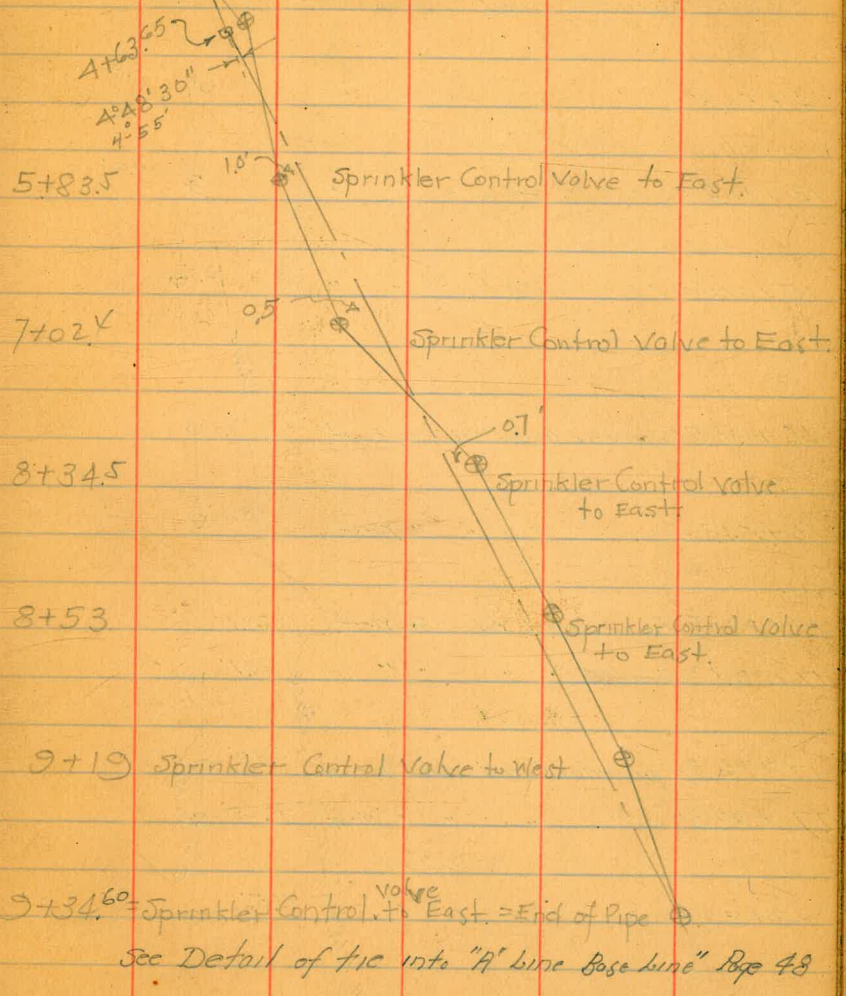 4+63.65
4°48'30"
4°55'
1.0'
5+83.5 Sprinkler Control Valve to East.
0.5
7+02.4 Sprinkler Control Valve to East.
0.7'
8+34.5 Sprinkler Control Valve
to East.
8+53 Sprinkler Control Valve
to East.
9+19 Sprinkler Control Valve to West
valve
9+34.60 = Sprinkler Control. to East. = End of Pipe
See Detail of tie into "A" Line Base Line" Page 48